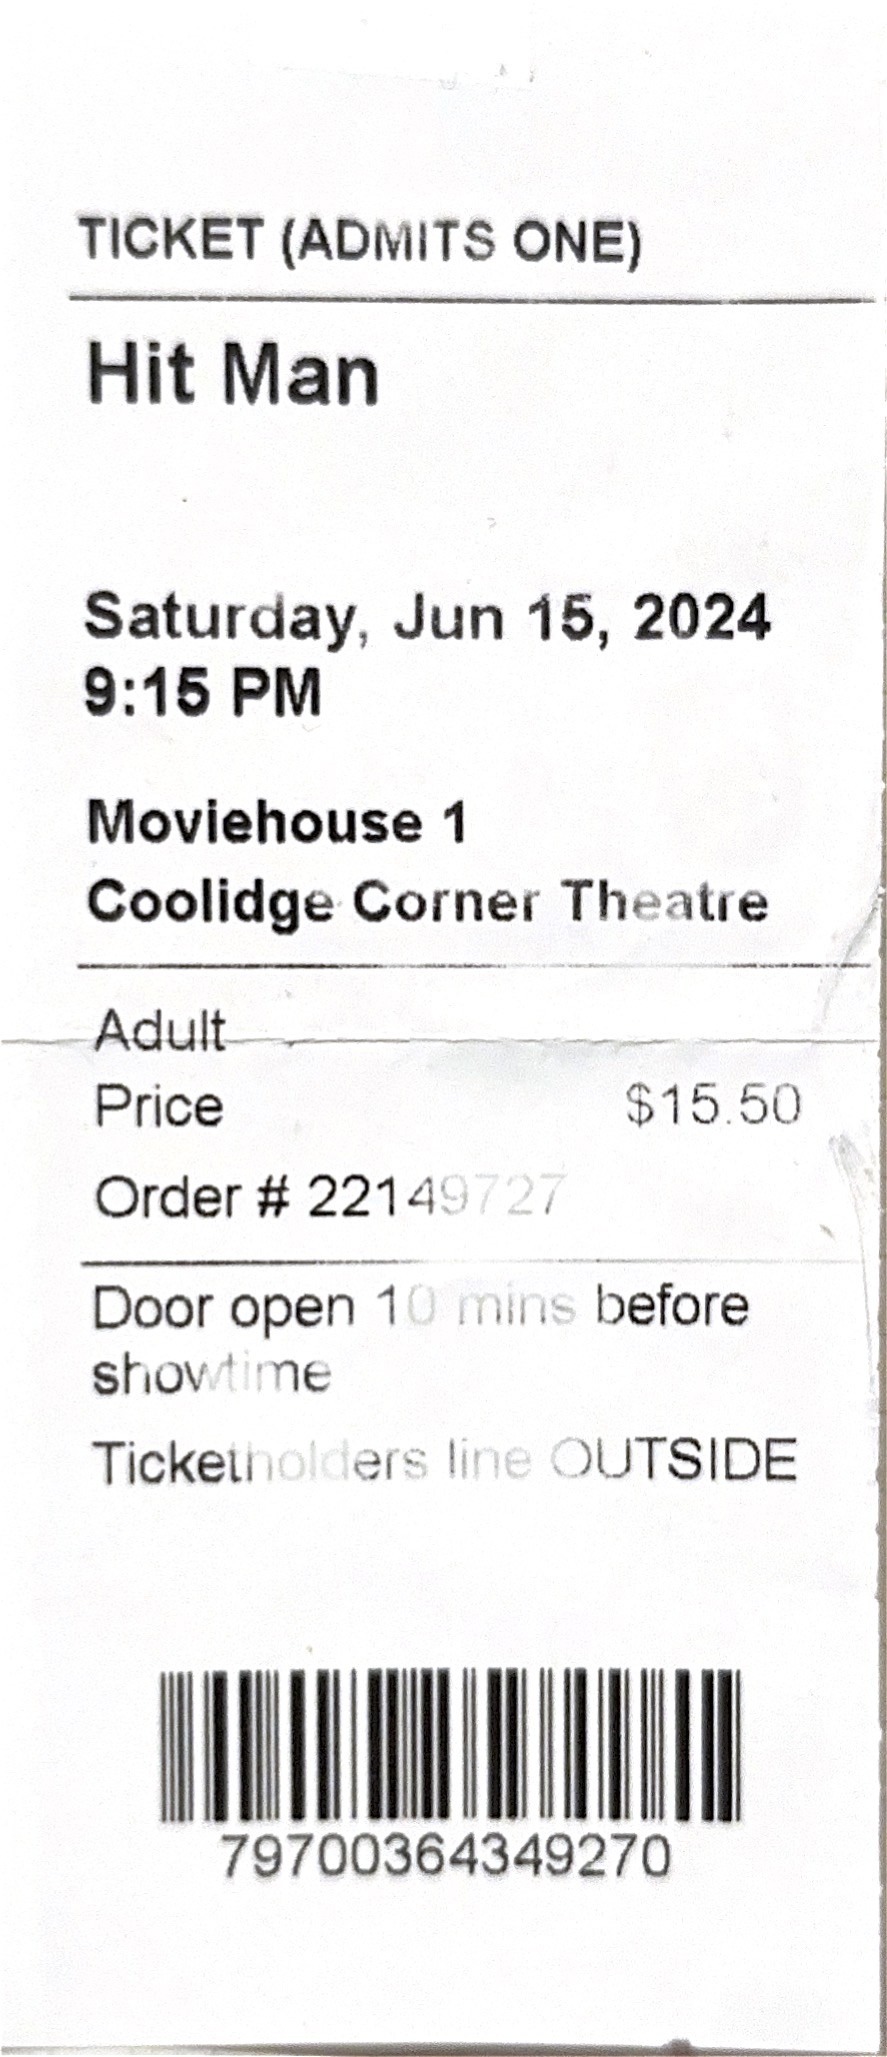 TICKET (ADMITS ONE)
Hit Man
Saturday, Jun 15, 2024
9:15 PM
Moviehouse 1
Coolidge Corner Theatre
Adult
Price $15.50
Order # 22149727
Door open 10 mins before
showtime
Ticketholders line OUTSIDE
79700364349270